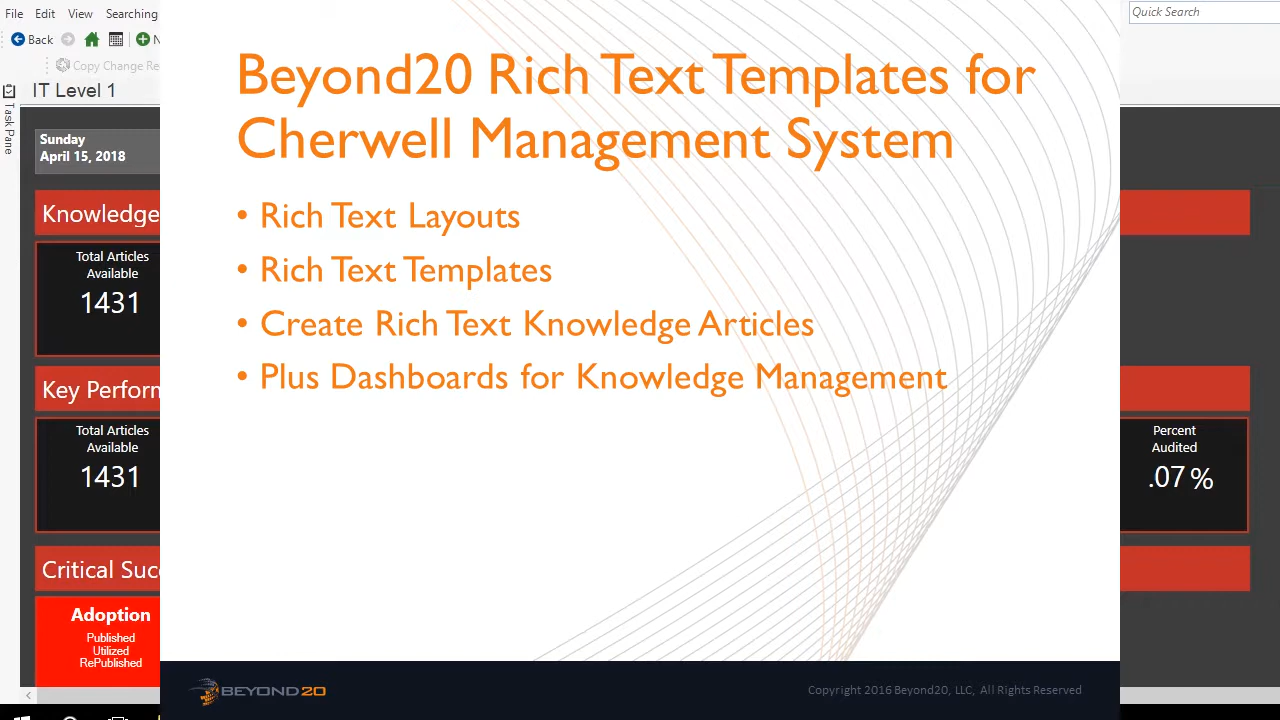 File Edit View Searching
Quick Search
Back
Copy Change Re
Task Pane
IT Level 1
Sunday
April 15, 2018
Knowledge
Total Articles
Available
1431
Key Perform
Total Articles
Available
1431
Critical Suc
Adoption
Published
Utilized
RePublished
Beyond20 Rich Text Templates for
Cherwell Management System
• Rich Text Layouts
• Rich Text Templates
• Create Rich Text Knowledge Articles
• Plus Dashboards for Knowledge Management
Percent
Audited
.07 %
BEYOND20
Copyright 2016 Beyond20, LLC, All Rights Reserved